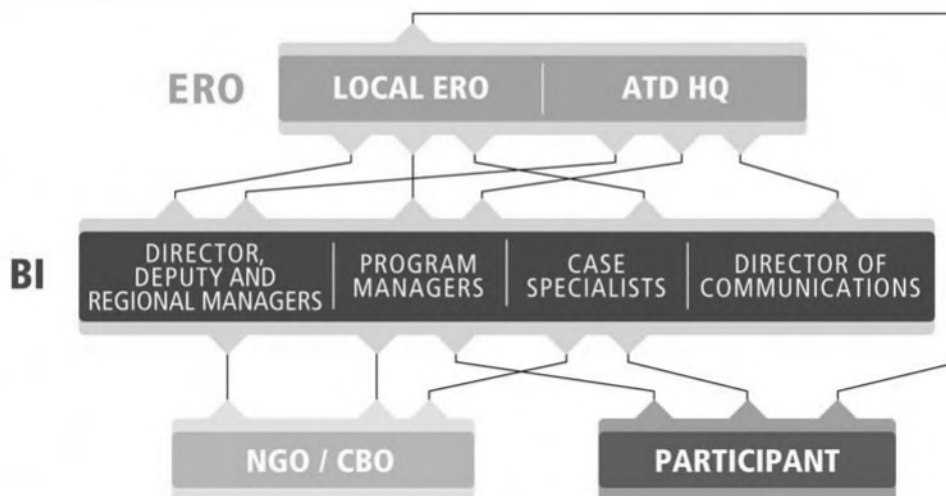 ERO
LOCAL ERO
ATD HQ
BI
DIRECTOR,
DEPUTY AND
REGIONAL MANAGERS
PROGRAM
MANAGERS
CASE
SPECIALISTS
DIRECTOR OF
COMMUNICATIONS
NGO / CBO
PARTICIPANT